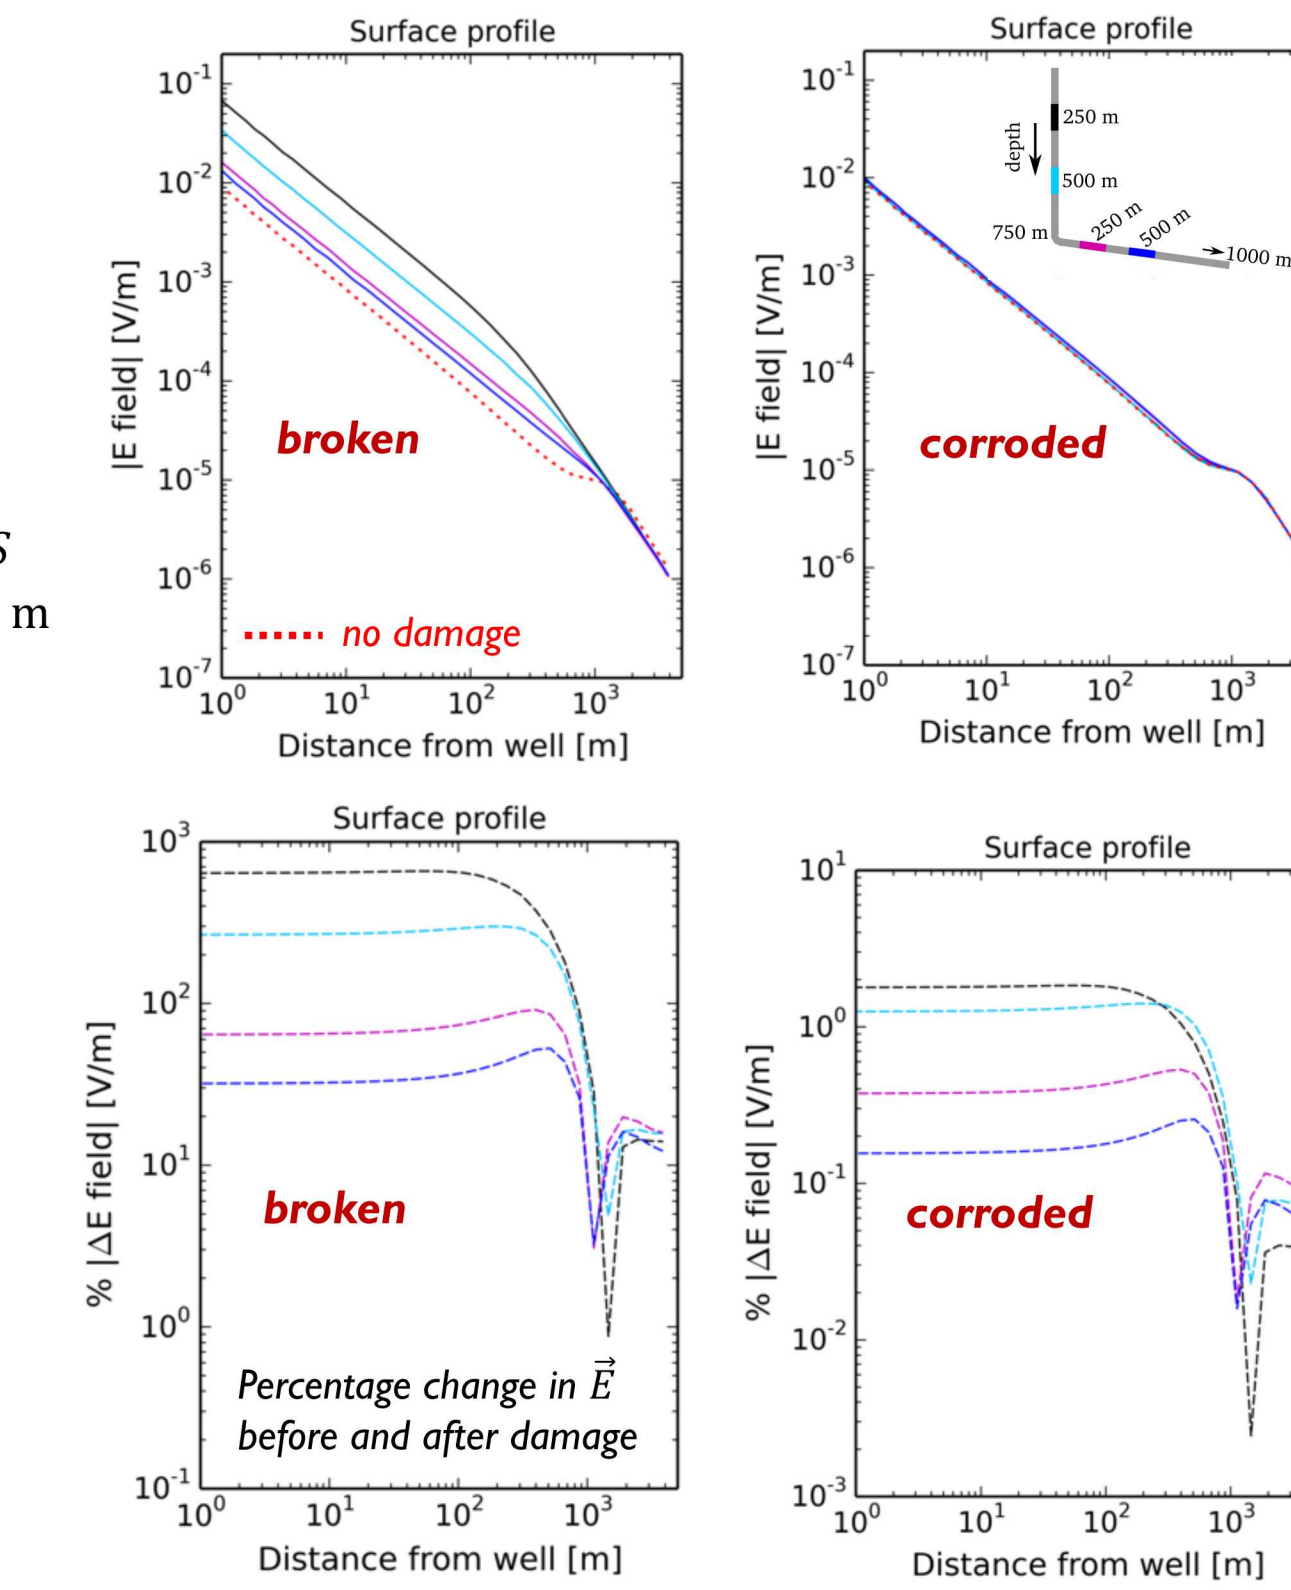 Surface profile
10^-1
10^-2
10^-3
10^-4
10^-5
10^-6
10^-7
|E field| [V/m]
broken
no damage
10^0 10^1 10^2 10^3
Distance from well [m]
Surface profile
10^-1
10^-2
10^-3
10^-4
10^-5
10^-6
10^-7
|E field| [V/m]
depth
250 m
500 m
750 m
250 m
500 m
1000 m
corroded
10^0 10^1 10^2 10^3
Distance from well [m]
S
m
Surface profile
10^3
10^2
10^1
10^0
10^-1
% |ΔE field| [V/m]
broken
Percentage change in E⃗
before and after damage
10^0 10^1 10^2 10^3
Distance from well [m]
Surface profile
10^1
10^0
10^-1
10^-2
10^-3
% |ΔE field| [V/m]
corroded
10^0 10^1 10^2 10^3
Distance from well [m]